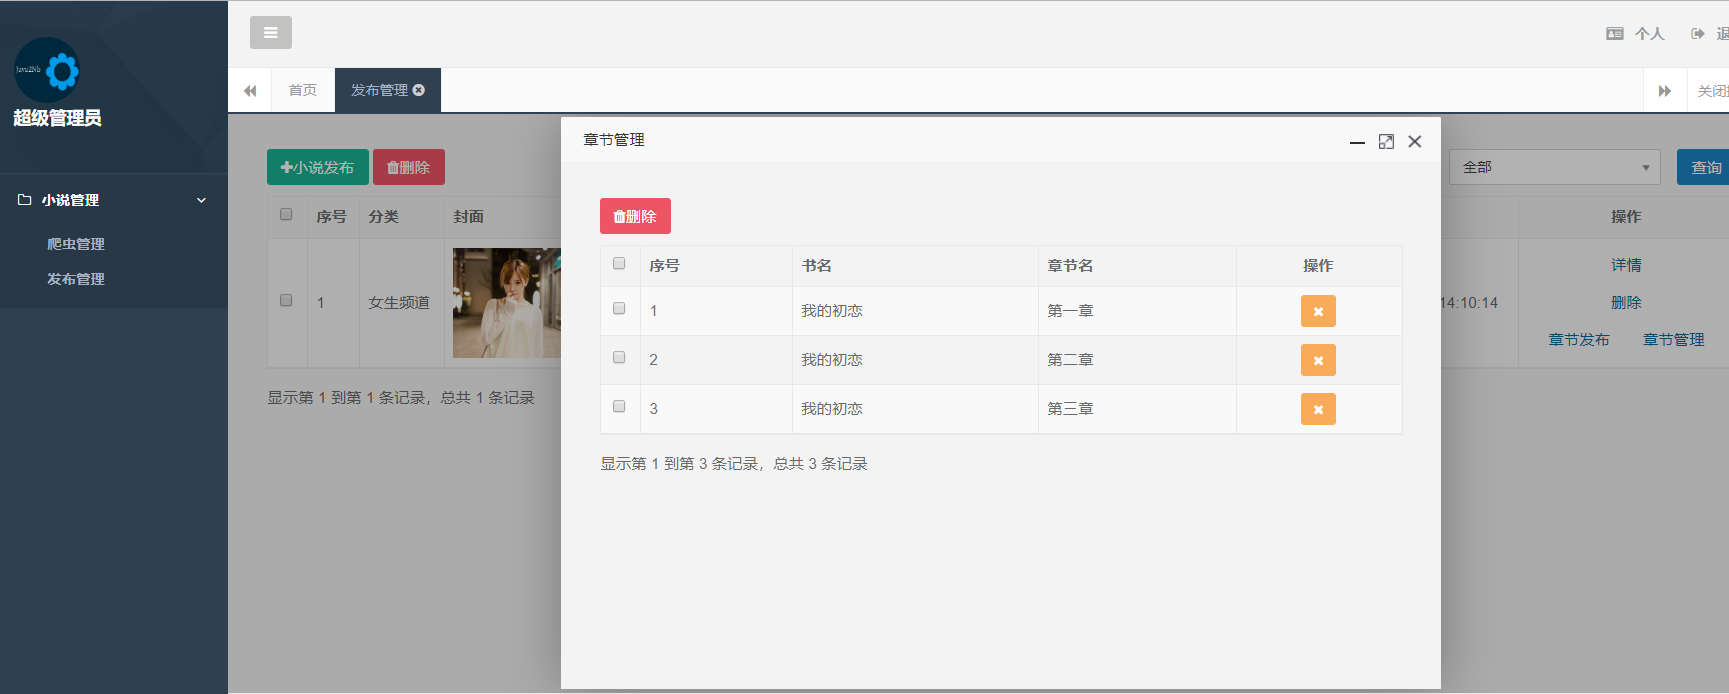 个人
首页
发布管理
Java2Nb
超级管理员
小说管理
爬虫管理
发布管理
小说发布
删除
全部
查询
序号 分类 封面 操作
1 女生频道 14:10:14
详情
删除
章节发布 章节管理
显示第 1 到第 1 条记录，总共 1 条记录
章节管理
删除
序号 书名 章节名 操作
1 我的初恋 第一章
2 我的初恋 第二章
3 我的初恋 第三章
显示第 1 到第 3 条记录，总共 3 条记录